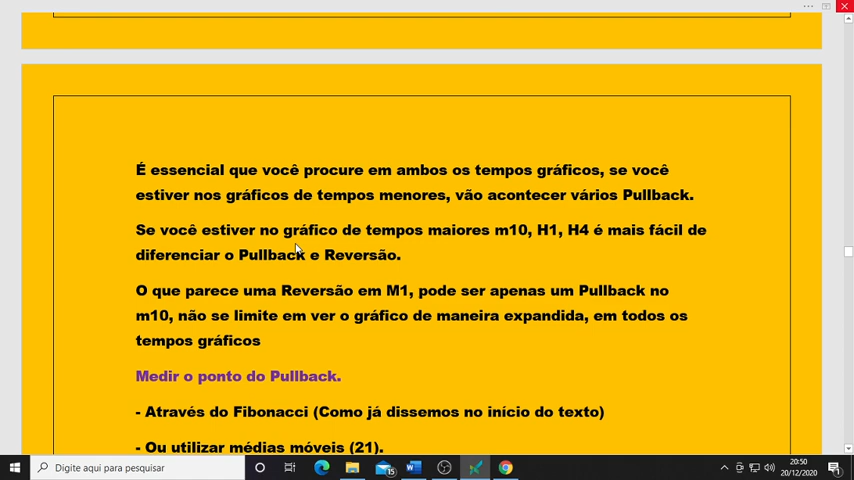 É essencial que você procure em ambos os tempos gráficos, se você
estiver nos gráficos de tempos menores, vão acontecer vários Pullback.
Se você estiver no gráfico de tempos maiores m10, H1, H4 é mais fácil de
diferenciar o Pullback e Reversão.
O que parece uma Reversão em M1, pode ser apenas um Pullback no
m10, não se limite em ver o gráfico de maneira expandida, em todos os
tempos gráficos
Medir o ponto do Pullback.
- Através do Fibonacci (Como já dissemos no início do texto)
- Ou utilizar médias móveis (21).
Digite aqui para pesquisar
15
20:50
20/12/2020
1